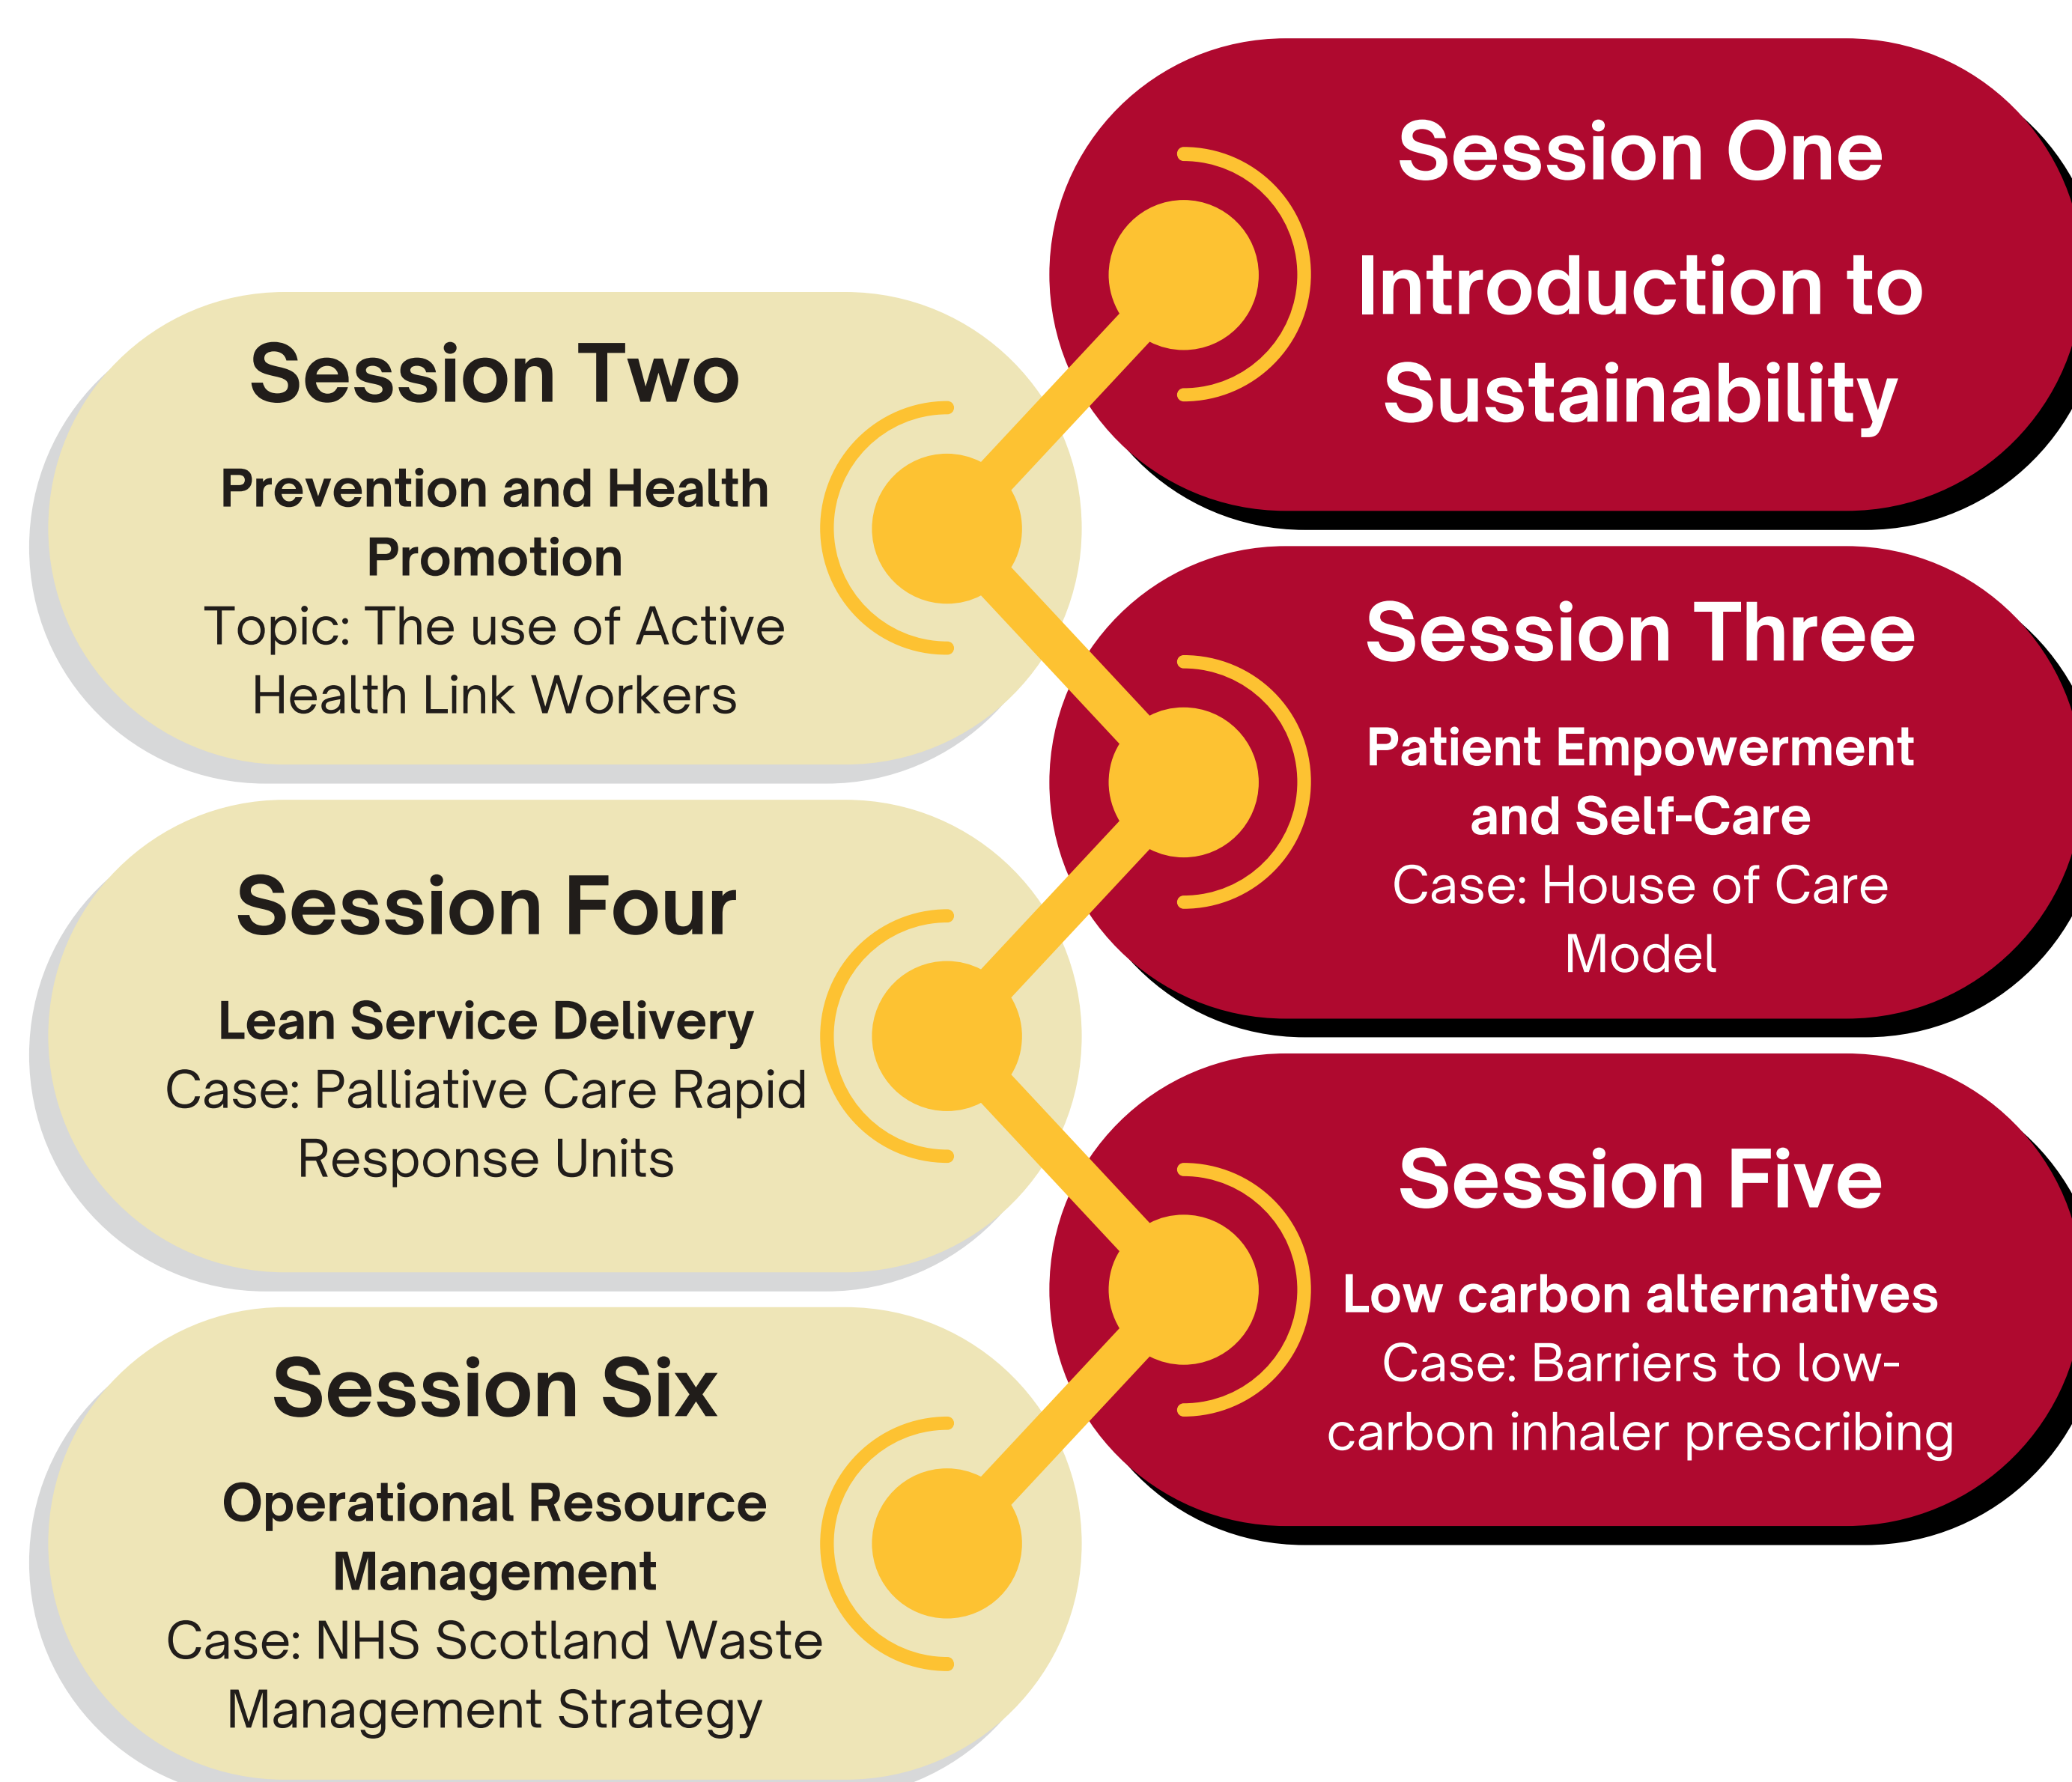 Session One
Introduction to
Sustainability
Session Two
Prevention and Health
Promotion
Topic: The use of Active
Health Link Workers
Session Three
Patient Empowerment
and Self-Care
Case: House of Care
Model
Session Four
Lean Service Delivery
Case: Palliative Care Rapid
Response Units
Session Five
Low carbon alternatives
Case: Barriers to low-
carbon inhaler prescribing
Session Six
Operational Resource
Management
Case: NHS Scotland Waste
Management Strategy